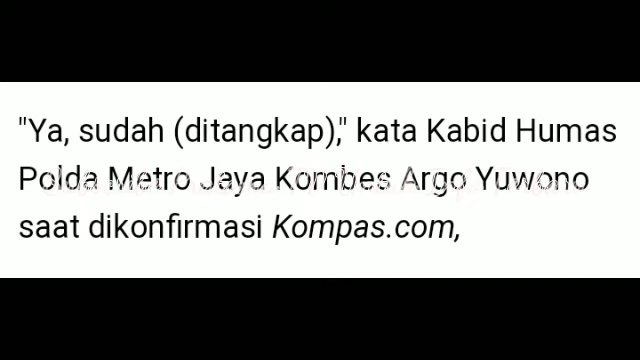 "Ya, sudah (ditangkap)," kata Kabid Humas
Polda Metro Jaya Kombes Argo Yuwono
saat dikonfirmasi Kompas.com,